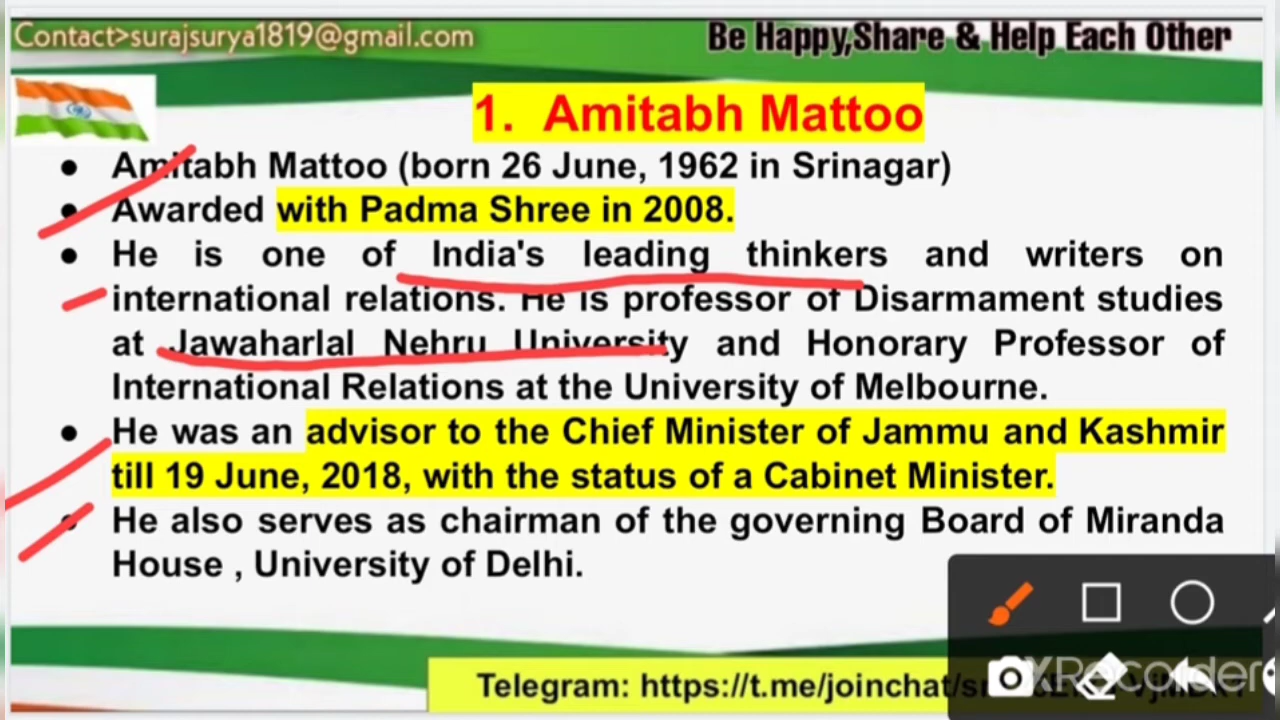 Contact>surajsurya1819@gmail.com
Be Happy,Share & Help Each Other
1. Amitabh Mattoo
● Amitabh Mattoo (born 26 June, 1962 in Srinagar)
● Awarded with Padma Shree in 2008.
● He is one of India's leading thinkers and writers on
international relations. He is professor of Disarmament studies
at Jawaharlal Nehru University and Honorary Professor of
International Relations at the University of Melbourne.
● He was an advisor to the Chief Minister of Jammu and Kashmir
till 19 June, 2018, with the status of a Cabinet Minister.
● He also serves as chairman of the governing Board of Miranda
House , University of Delhi.
Telegram: https://t.me/joinchat/
XRecorder